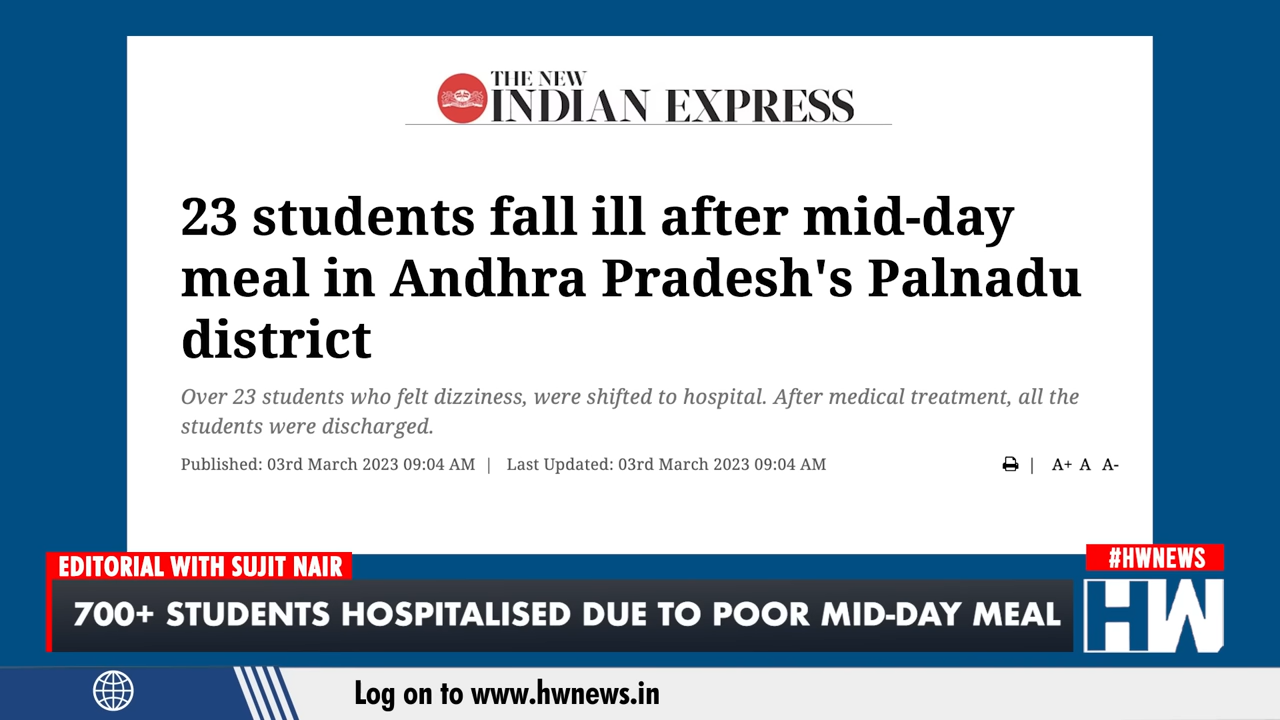 THE NEW
INDIAN EXPRESS
23 students fall ill after mid-day
meal in Andhra Pradesh's Palnadu
district
Over 23 students who felt dizziness, were shifted to hospital. After medical treatment, all the
students were discharged.
Published: 03rd March 2023 09:04 AM | Last Updated: 03rd March 2023 09:04 AM | A+ A A-
EDITORIAL WITH SUJIT NAIR
#HWNEWS
700+ STUDENTS HOSPITALISED DUE TO POOR MID-DAY MEAL
HW
Log on to www.hwnews.in